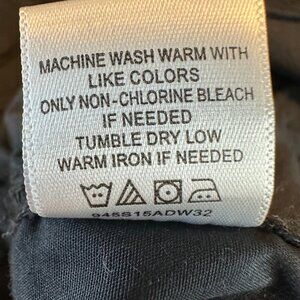 MACHINE WASH WARM WITH
LIKE COLORS
ONLY NON-CHLORINE BLEACH
IF NEEDED
TUMBLE DRY LOW
WARM IRON IF NEEDED
945S15ADW32